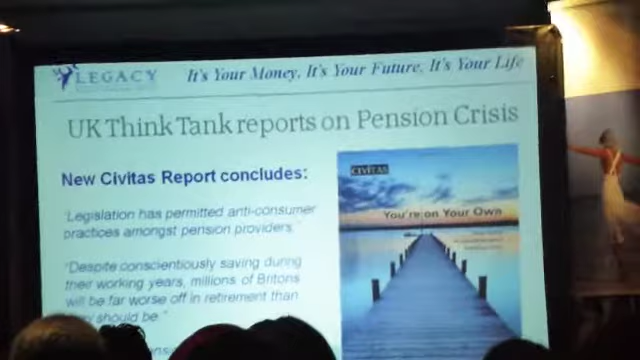 LEGACY
It's Your Money, It's Your Future, It's Your Life
UK Think Tank reports on Pension Crisis
New Civitas Report concludes:
"Legislation has permitted anti-consumer
practices amongst pension providers."
"Despite conscientiously saving during
their working years, millions of Britons
will be far worse off in retirement than
should be."
CIVITAS
You're on Your Own